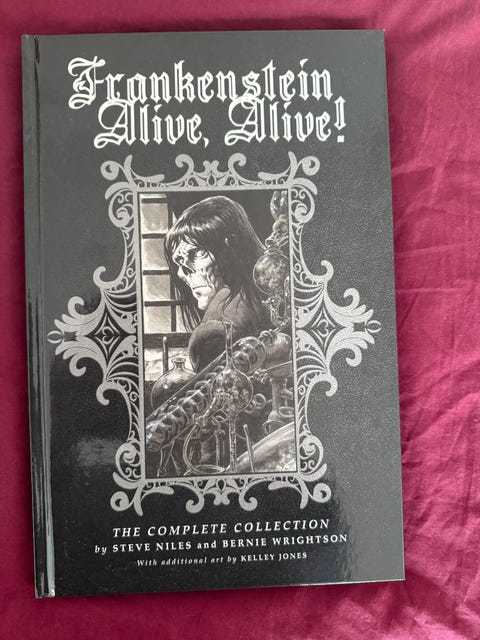 Frankenstein
Alive, Alive!
THE COMPLETE COLLECTION
by STEVE NILES and BERNIE WRIGHTSON
With additional art by KELLEY JONES